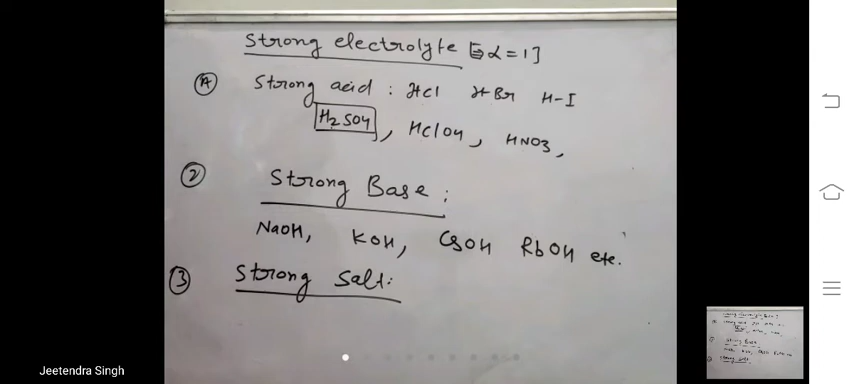 Strong electrolyte [⇒α=1]
(A) Strong acid : HCl HBr H-I
H2SO4, HClO4, HNO3,
(2) Strong Base :
NaOH, KOH, CsOH RbOH etc.
(3) Strong Salt:
Jeetendra Singh